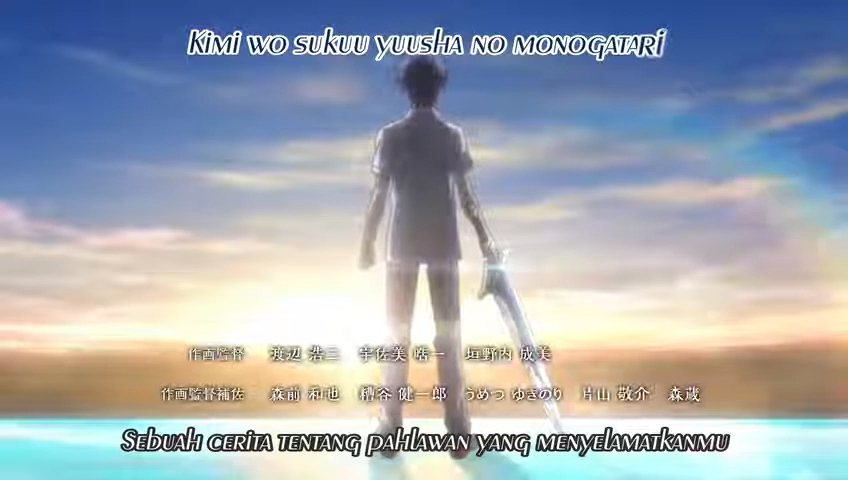 Kimi wo sukuu yuusha no monogatari
作画監督 渡辺 浩二 宇佐美 皓一 垣野内 成美
作画監督補佐 森前 和也 糟谷 健一郎 うめつ ゆきのり 片山 敬介 森蔵
Sebuah cerita tentang pahlawan yang menyelamatkanmu